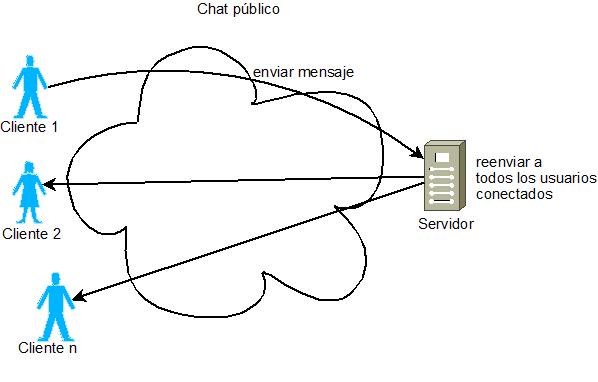 Chat público
enviar mensaje
Cliente 1
reenviar a
todos los usuarios
conectados
Servidor
Cliente 2
Cliente n